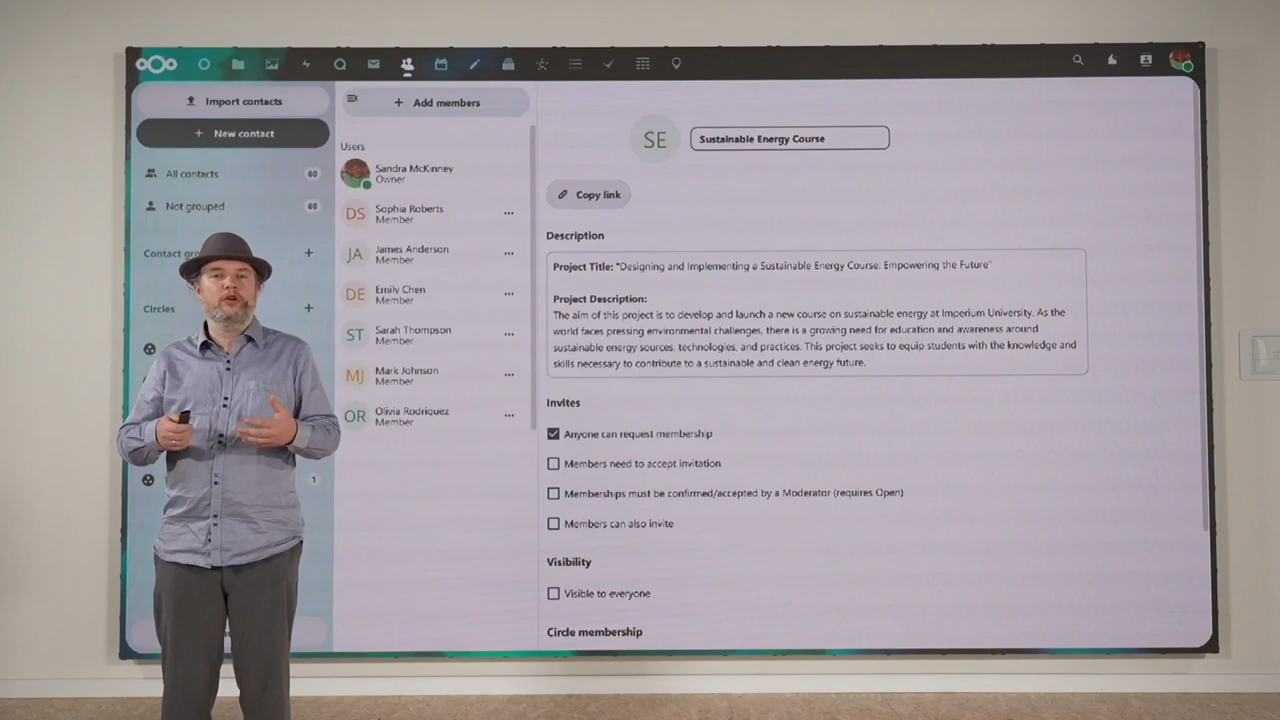 Import contacts
+ New contact
All contacts 60
Not grouped 60
Contact
Circles
1
+ Add members
Users
Sandra McKinney
Owner
DS Sophia Roberts
Member
JA James Anderson
Member
DE Emily Chen
Member
ST Sarah Thompson
Member
MJ Mark Johnson
Member
OR Olivia Rodriquez
Member
SE Sustainable Energy Course
Copy link
Description
Project Title: "Designing and Implementing a Sustainable Energy Course: Empowering the Future"
Project Description:
The aim of this project is to develop and launch a new course on sustainable energy at Imperium University. As the
world faces pressing environmental challenges, there is a growing need for education and awareness around
sustainable energy sources, technologies, and practices. This project seeks to equip students with the knowledge and
skills necessary to contribute to a sustainable and clean energy future.
Invites
Anyone can request membership
Members need to accept invitation
Memberships must be confirmed/accepted by a Moderator (requires Open)
Members can also invite
Visibility
Visible to everyone
Circle membership